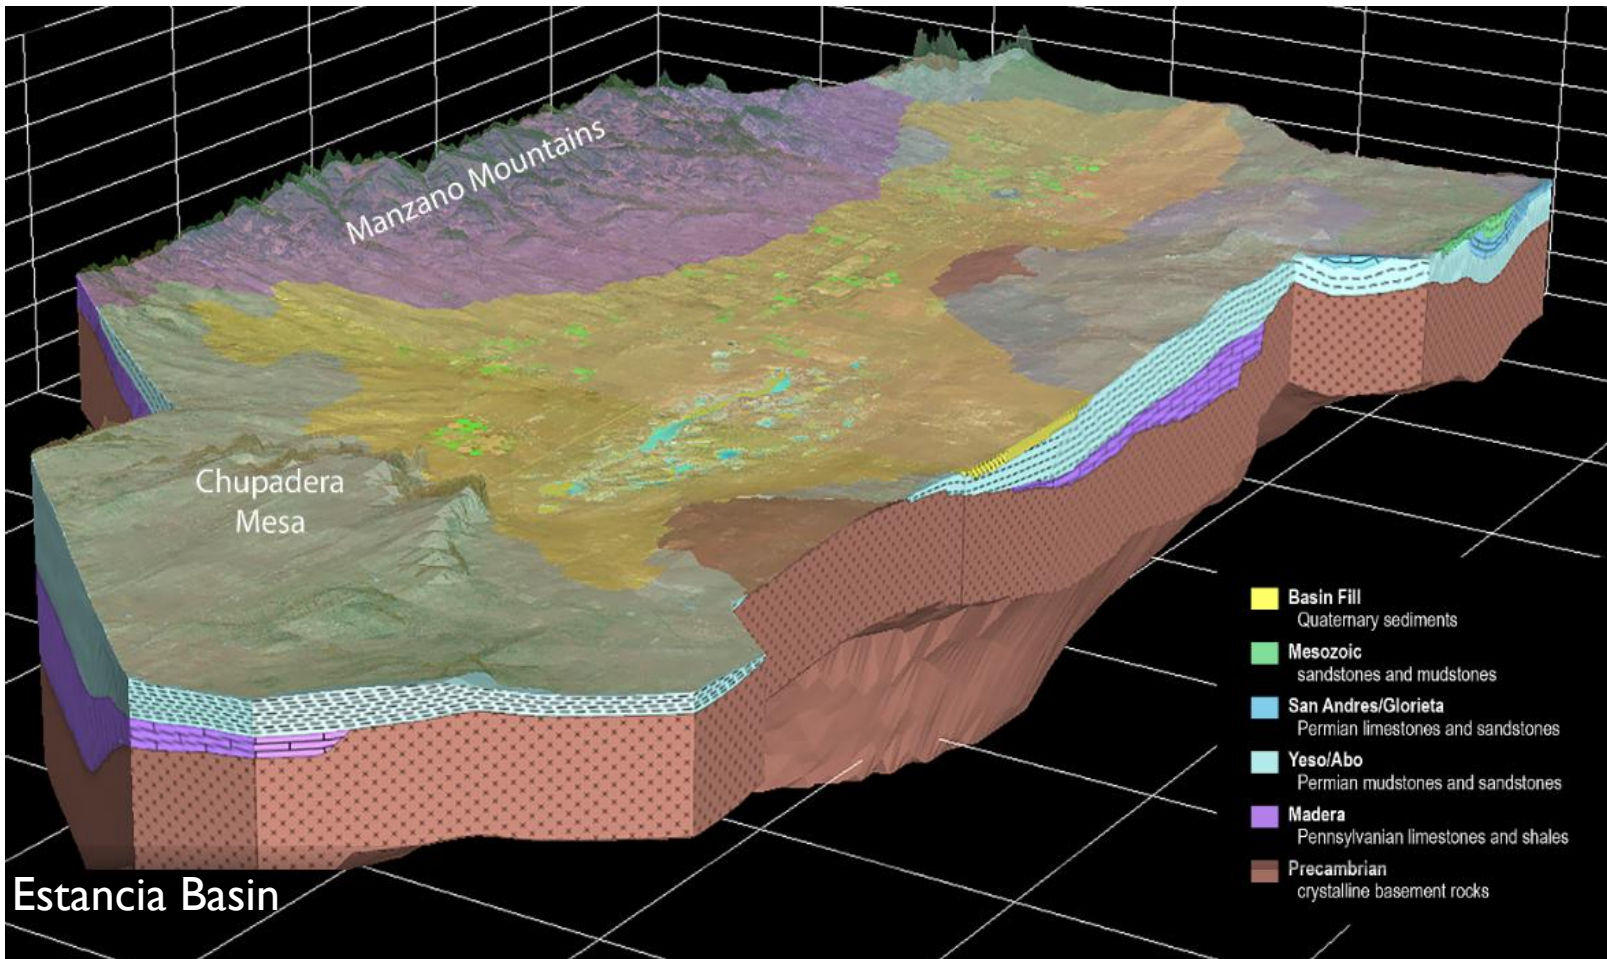 Manzano Mountains
Chupadera
Mesa
Basin Fill
Quaternary sediments
Mesozoic
sandstones and mudstones
San Andres/Glorieta
Permian limestones and sandstones
Yeso/Abo
Permian mudstones and sandstones
Madera
Pennsylvanian limestones and shales
Precambrian
crystalline basement rocks
Estancia Basin